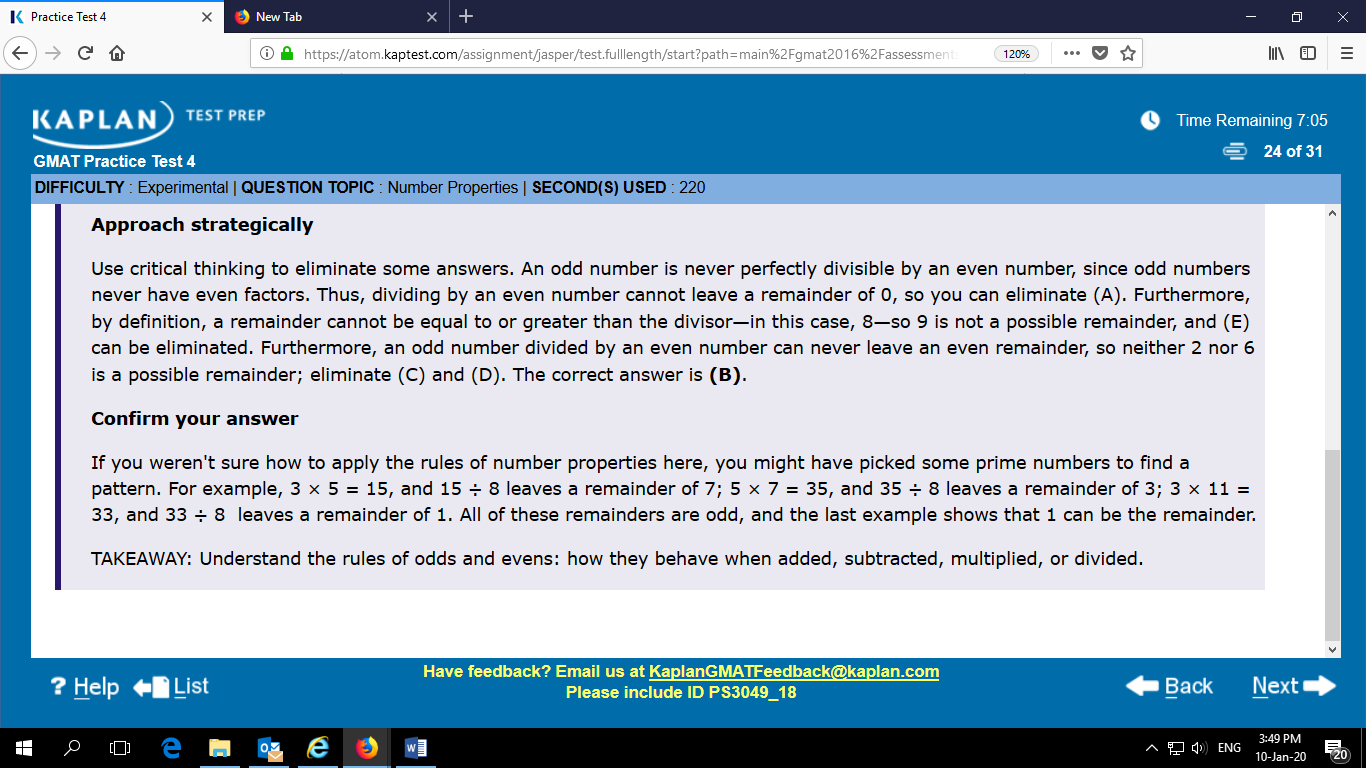 Practice Test 4
New Tab
https://atom.kaptest.com/assignment/jasper/test.fulllength/start?path=main%2Fgmat2016%2Fassessment
120%
KAPLAN TEST PREP
Time Remaining 7:05
GMAT Practice Test 4
24 of 31
DIFFICULTY : Experimental | QUESTION TOPIC : Number Properties | SECOND(S) USED : 220
Approach strategically
Use critical thinking to eliminate some answers. An odd number is never perfectly divisible by an even number, since odd numbers
never have even factors. Thus, dividing by an even number cannot leave a remainder of 0, so you can eliminate (A). Furthermore,
by definition, a remainder cannot be equal to or greater than the divisor—in this case, 8—so 9 is not a possible remainder, and (E)
can be eliminated. Furthermore, an odd number divided by an even number can never leave an even remainder, so neither 2 nor 6
is a possible remainder; eliminate (C) and (D). The correct answer is (B).
Confirm your answer
If you weren't sure how to apply the rules of number properties here, you might have picked some prime numbers to find a
pattern. For example, 3 × 5 = 15, and 15 ÷ 8 leaves a remainder of 7; 5 × 7 = 35, and 35 ÷ 8 leaves a remainder of 3; 3 × 11 =
33, and 33 ÷ 8 leaves a remainder of 1. All of these remainders are odd, and the last example shows that 1 can be the remainder.
TAKEAWAY: Understand the rules of odds and evens: how they behave when added, subtracted, multiplied, or divided.
Have feedback? Email us at KaplanGMATFeedback@kaplan.com
Please include ID PS3049_18
? Help List
Back Next
ENG
3:49 PM
10-Jan-20
20